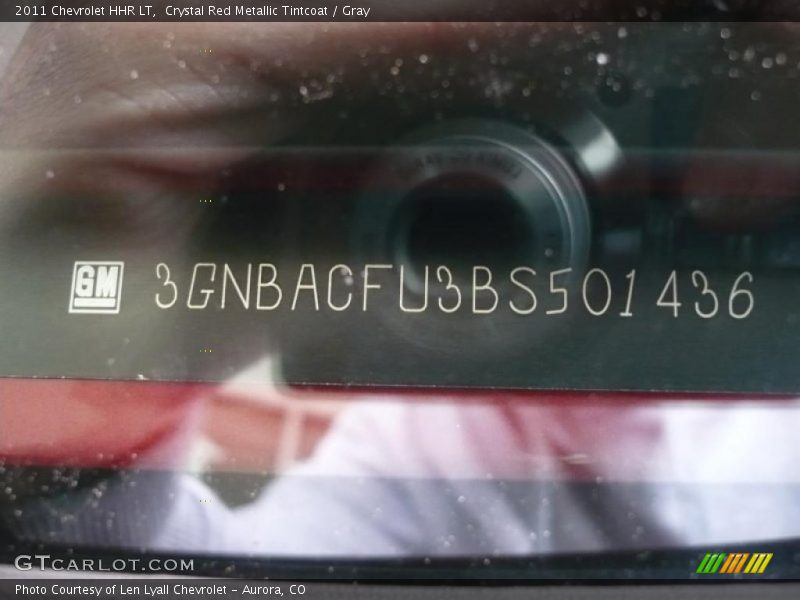 2011 Chevrolet HHR LT,  Crystal Red Metallic Tintcoat / Gray
GM 3GNBACFU3BS501436
GTCARLOT.COM
Photo Courtesy of Len Lyall Chevrolet - Aurora, CO